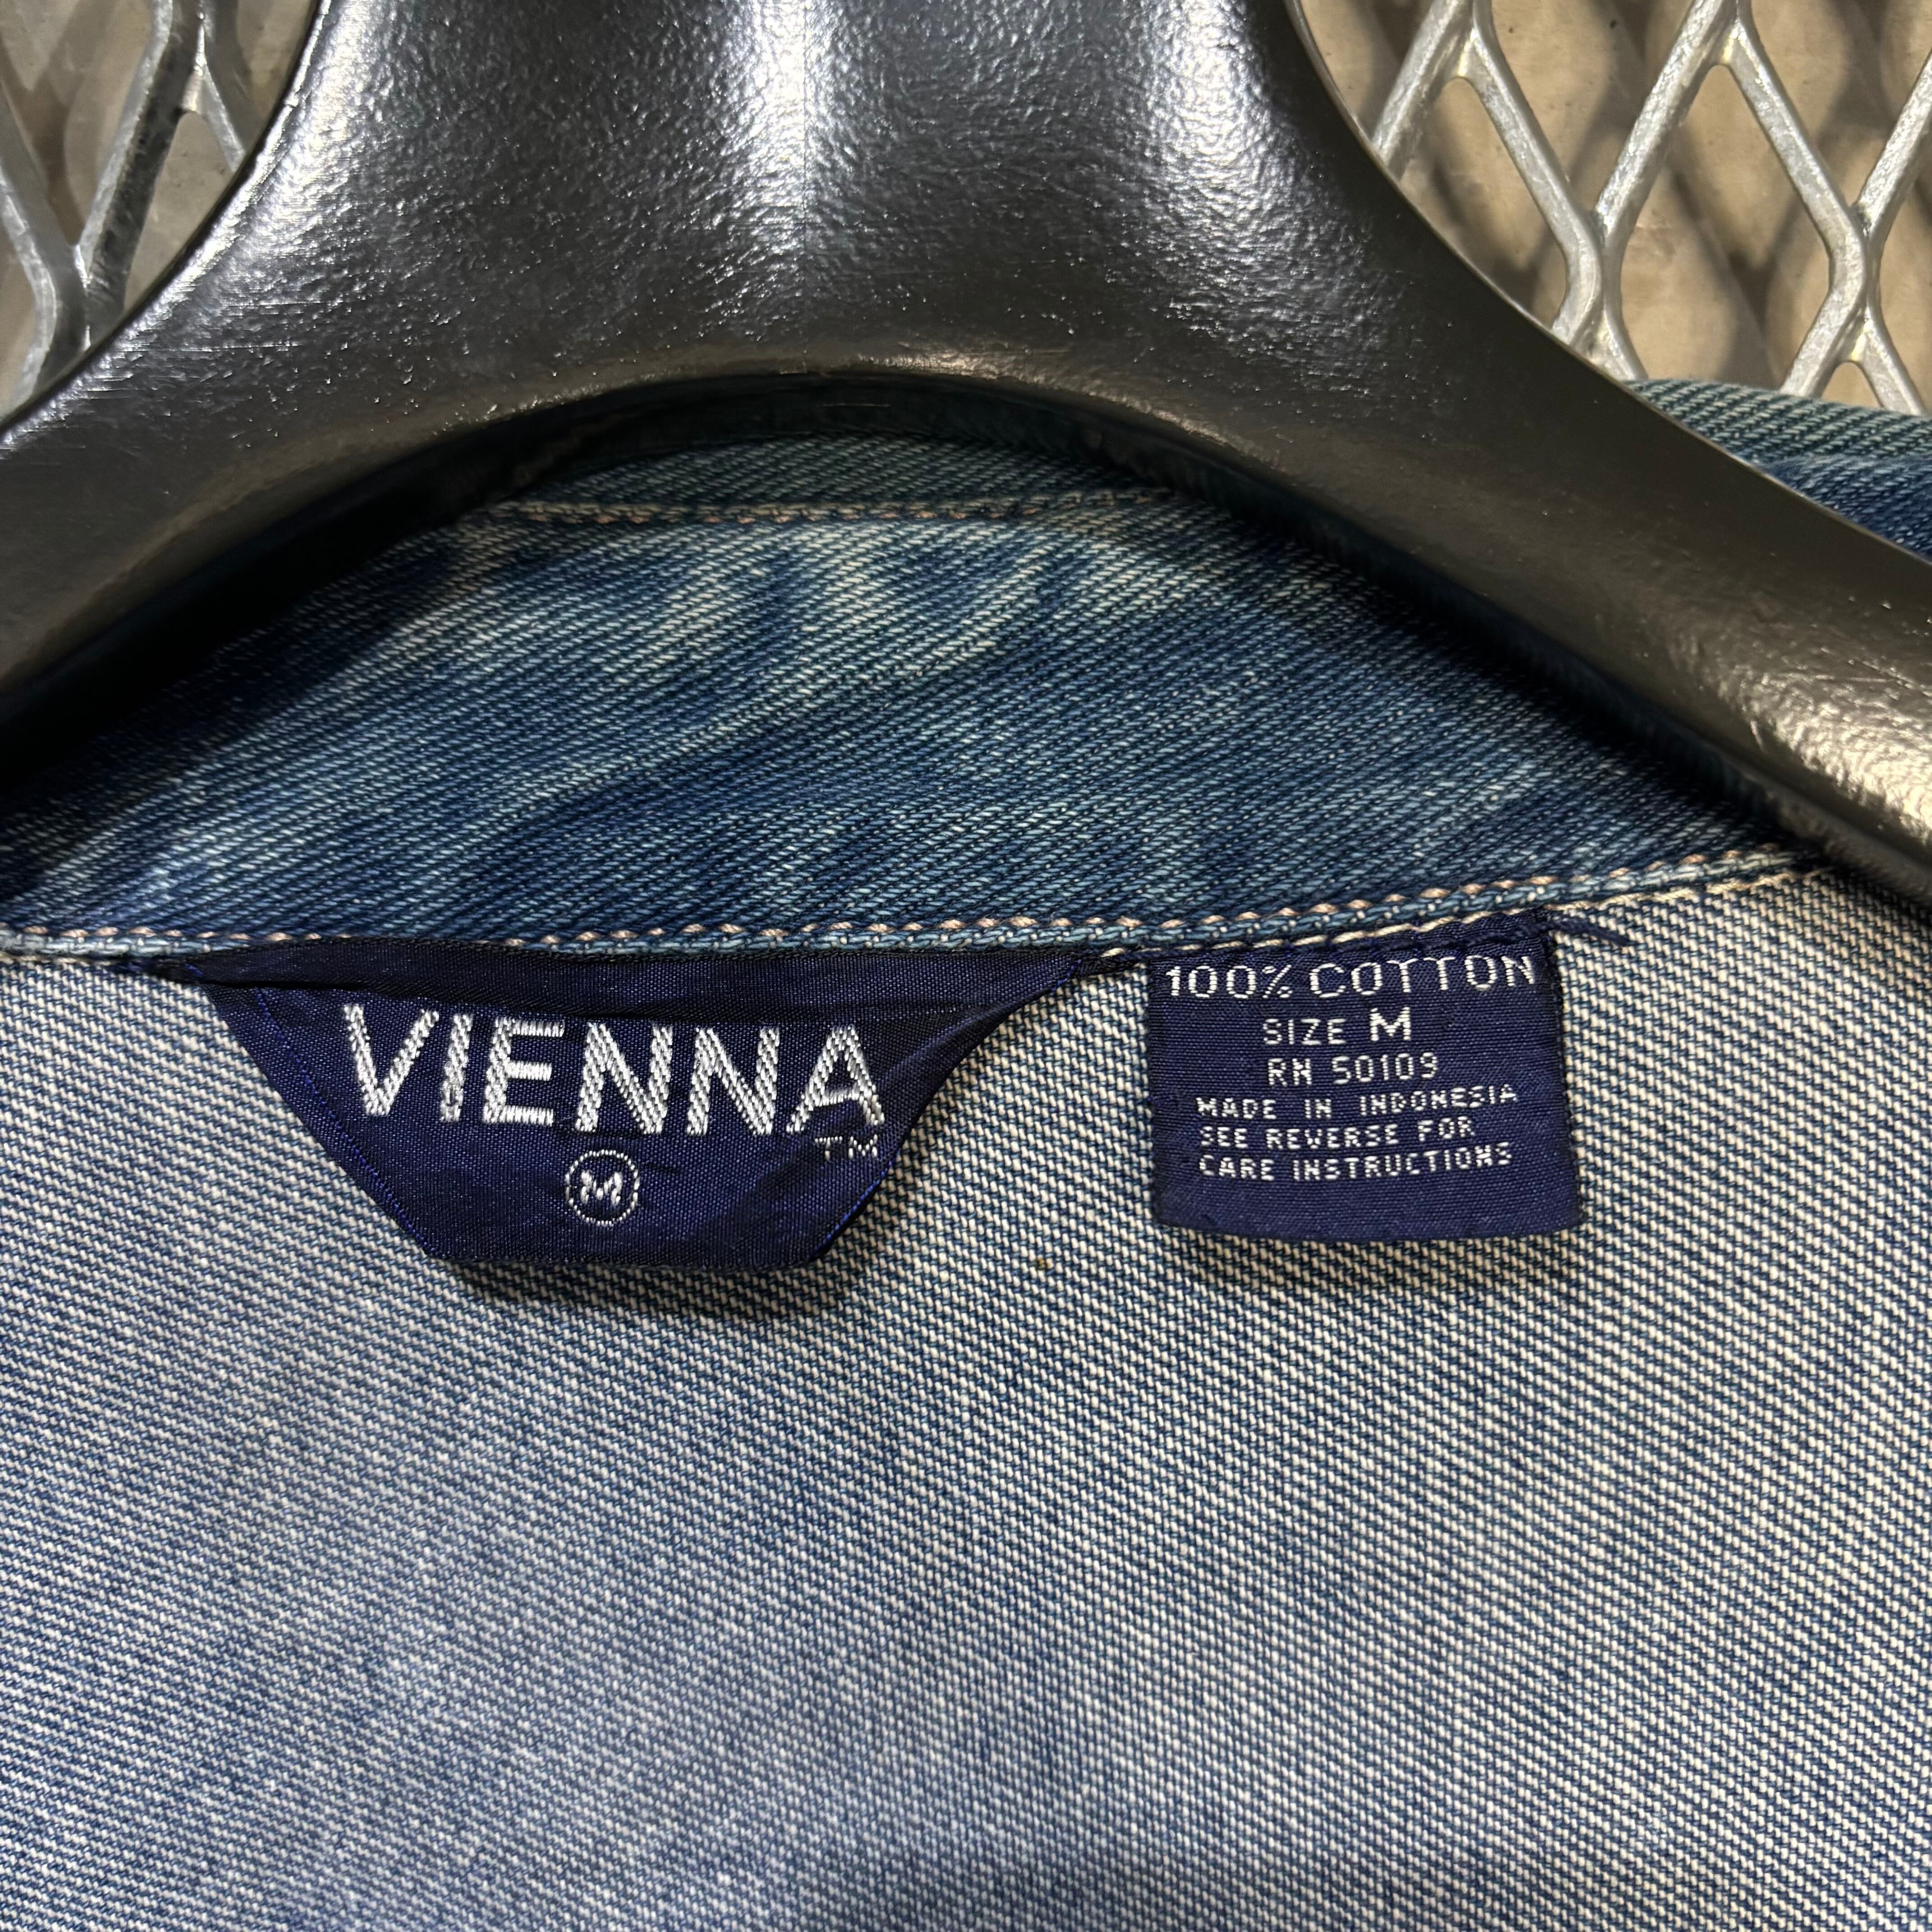 VIENNA
TM
M
100% COTTON
SIZE M
RN 50109
MADE IN INDONESIA
SEE REVERSE FOR
CARE INSTRUCTIONS